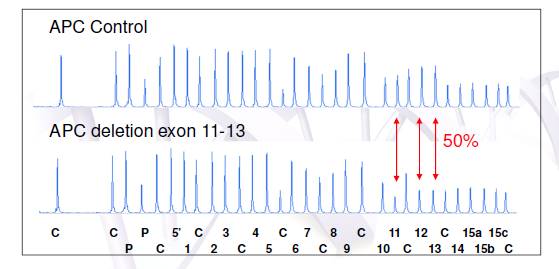 APC Control
APC deletion exon 11-13
50%
C C P 5' C 3 4 C 7 8 C 11 12 C 15a 15c
P C 1 2 C 5 6 C 9 10 C 13 14 15b C